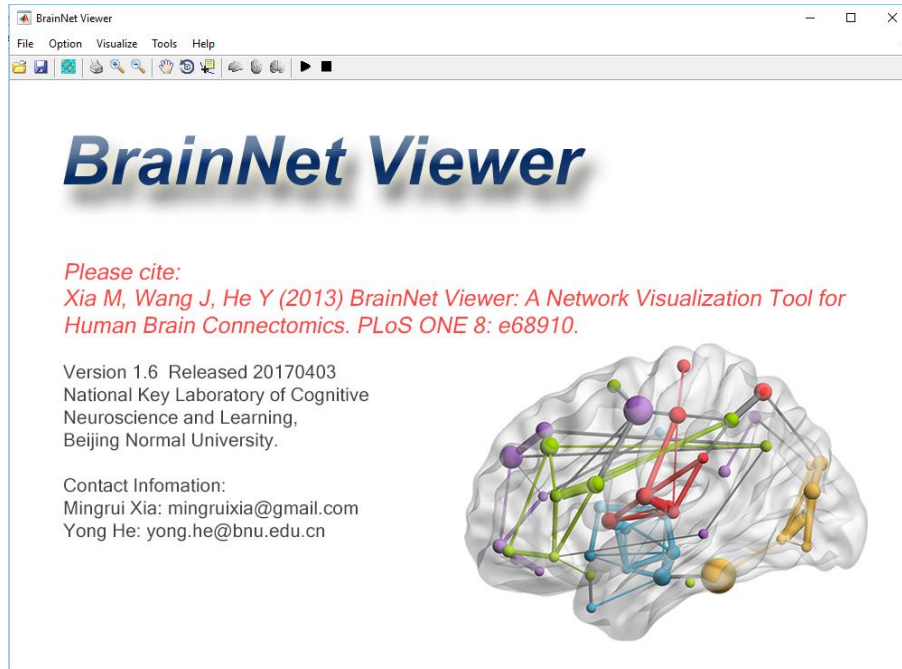 BrainNet Viewer
File Option Visualize Tools Help
BrainNet Viewer
Please cite:
Xia M, Wang J, He Y (2013) BrainNet Viewer: A Network Visualization Tool for
Human Brain Connectomics. PLoS ONE 8: e68910.
Version 1.6 Released 20170403
National Key Laboratory of Cognitive
Neuroscience and Learning,
Beijing Normal University.
Contact Infomation:
Mingrui Xia: mingruixia@gmail.com
Yong He: yong.he@bnu.edu.cn